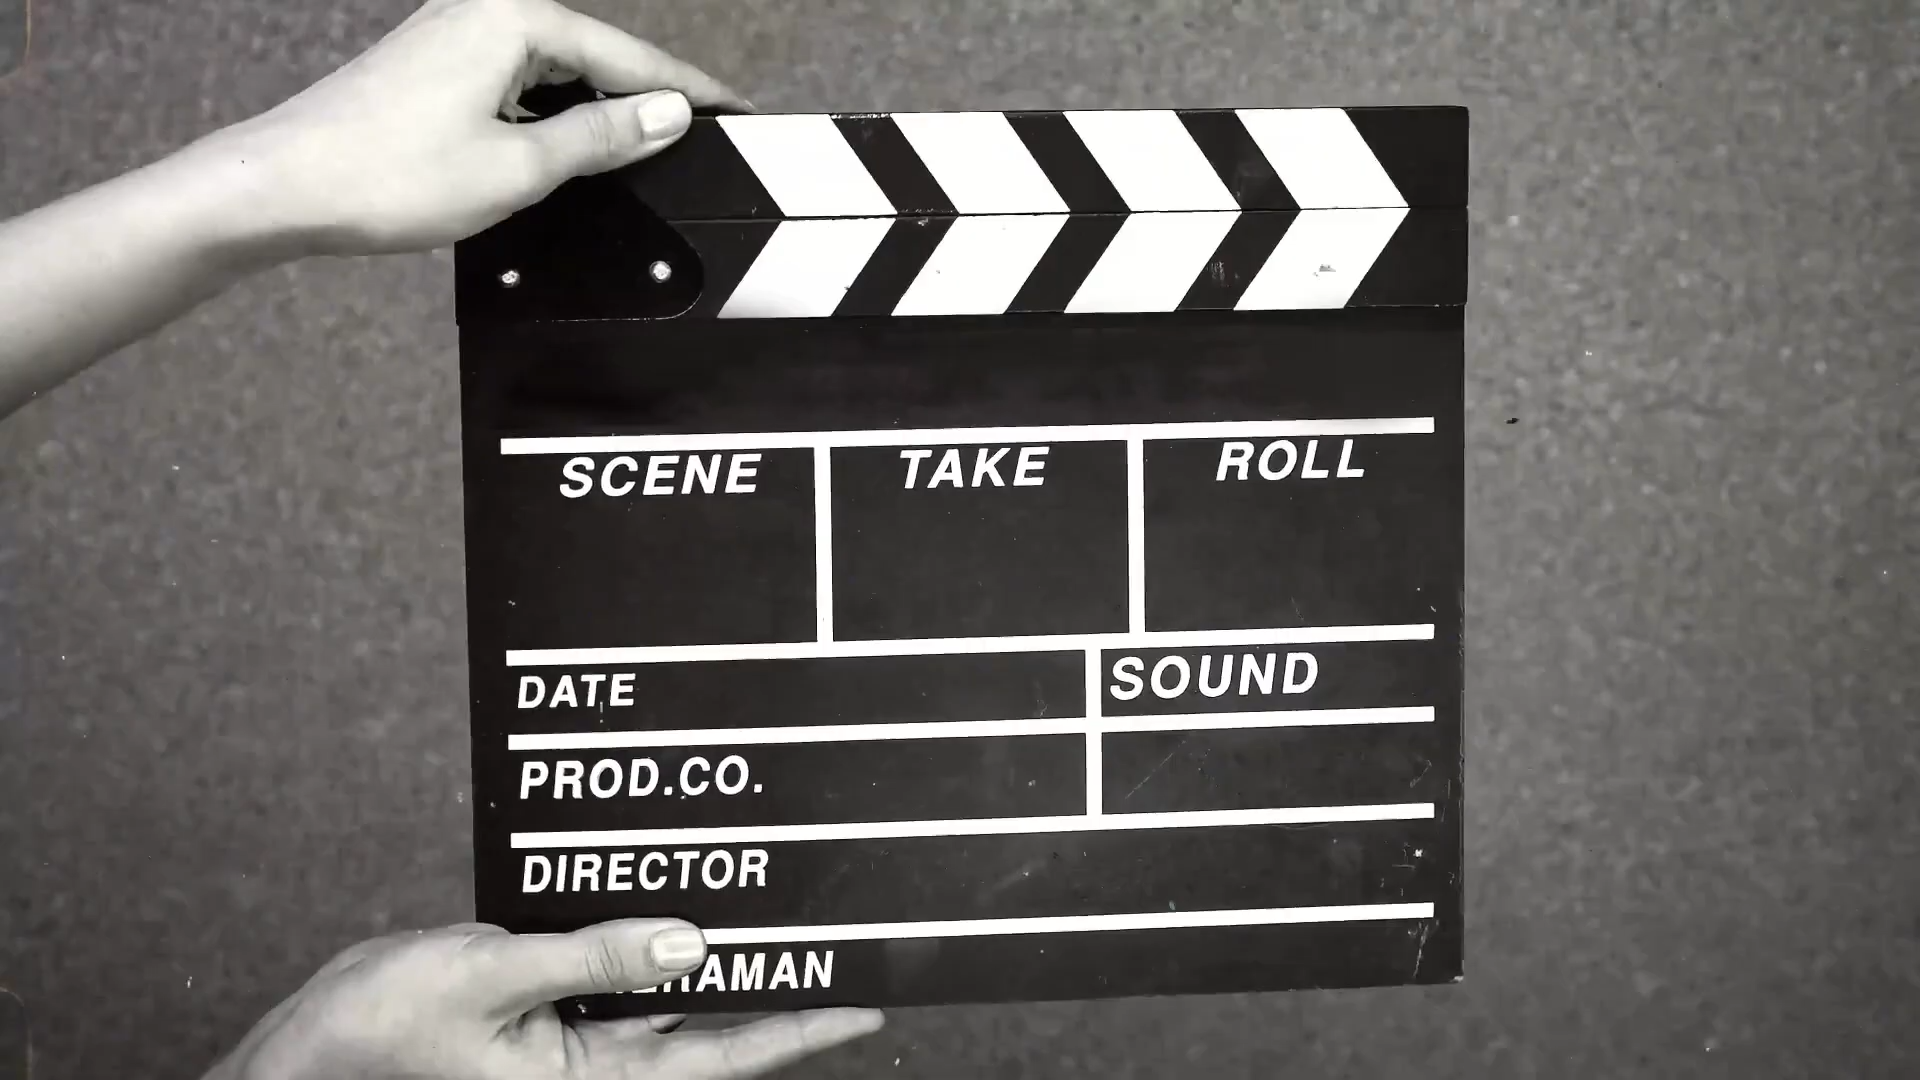 SCENE TAKE ROLL
DATE SOUND
PROD.CO.
DIRECTOR